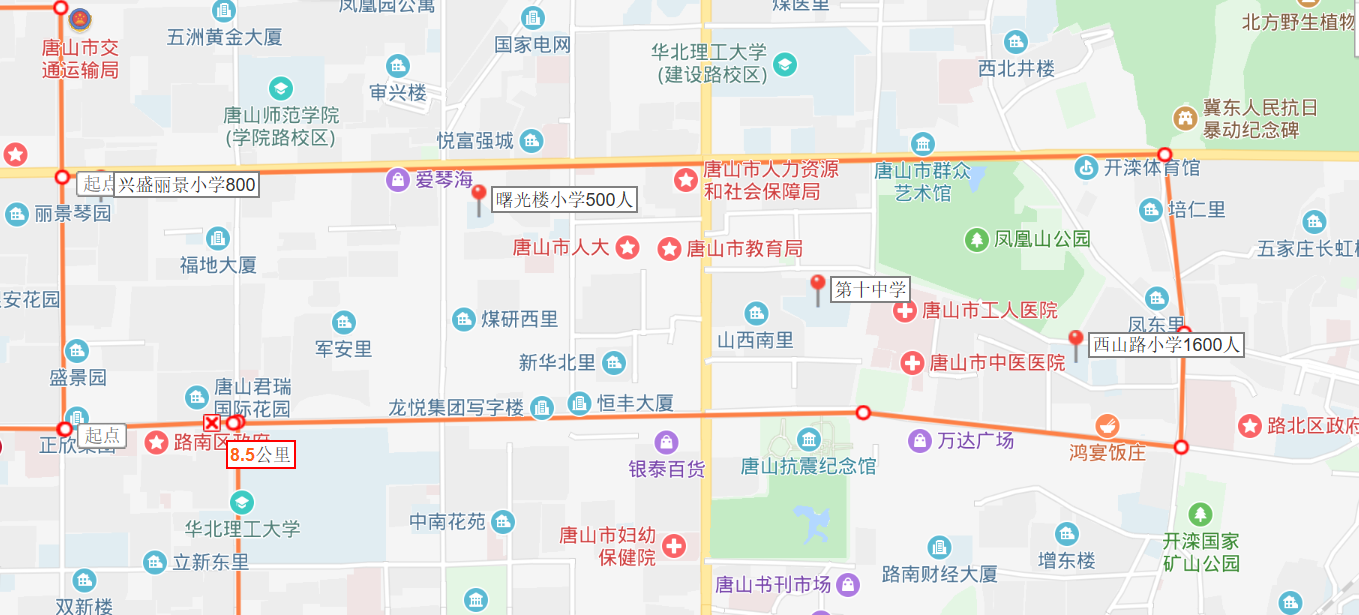 凤凰园公寓
煤医里
北方野生植物
五洲黄金大厦
国家电网
唐山市交
通运输局
华北理工大学
(建设路校区)
西北井楼
审兴楼
唐山师范学院
(学院路校区)
冀东人民抗日
暴动纪念碑
悦富强城
唐山市人力资源
和社会保障局
唐山市群众
艺术馆
开滦体育馆
起点
兴盛丽景小学800
爱琴海
曙光楼小学500人
丽景琴园
培仁里
唐山市人大
唐山市教育局
凤凰山公园
五家庄长虹
福地大厦
第十中学
安花园
唐山市工人医院
煤研西里
凤东里
军安里
山西南里
西山路小学1600人
新华北里
唐山市中医医院
盛景园
唐山君瑞
国际花园
龙悦集团写字楼
恒丰大厦
起点
正欣集团
路南区政府
8.5公里
万达广场
路北区政府
鸿宴饭庄
银泰百货
唐山抗震纪念馆
华北理工大学
中南花苑
唐山市妇幼
保健院
开滦国家
矿山公园
立新东里
增东楼
路南财经大厦
唐山书刊市场
双新楼